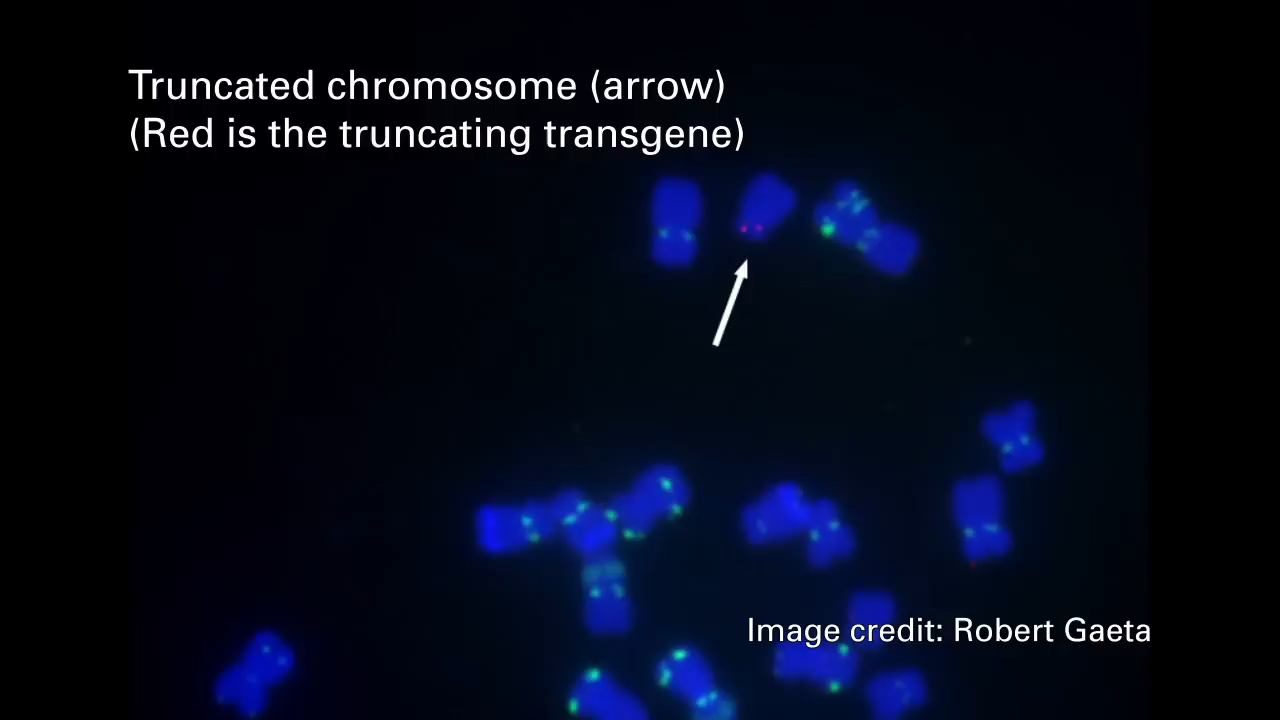 Truncated chromosome (arrow)
(Red is the truncating transgene)
Image credit: Robert Gaeta